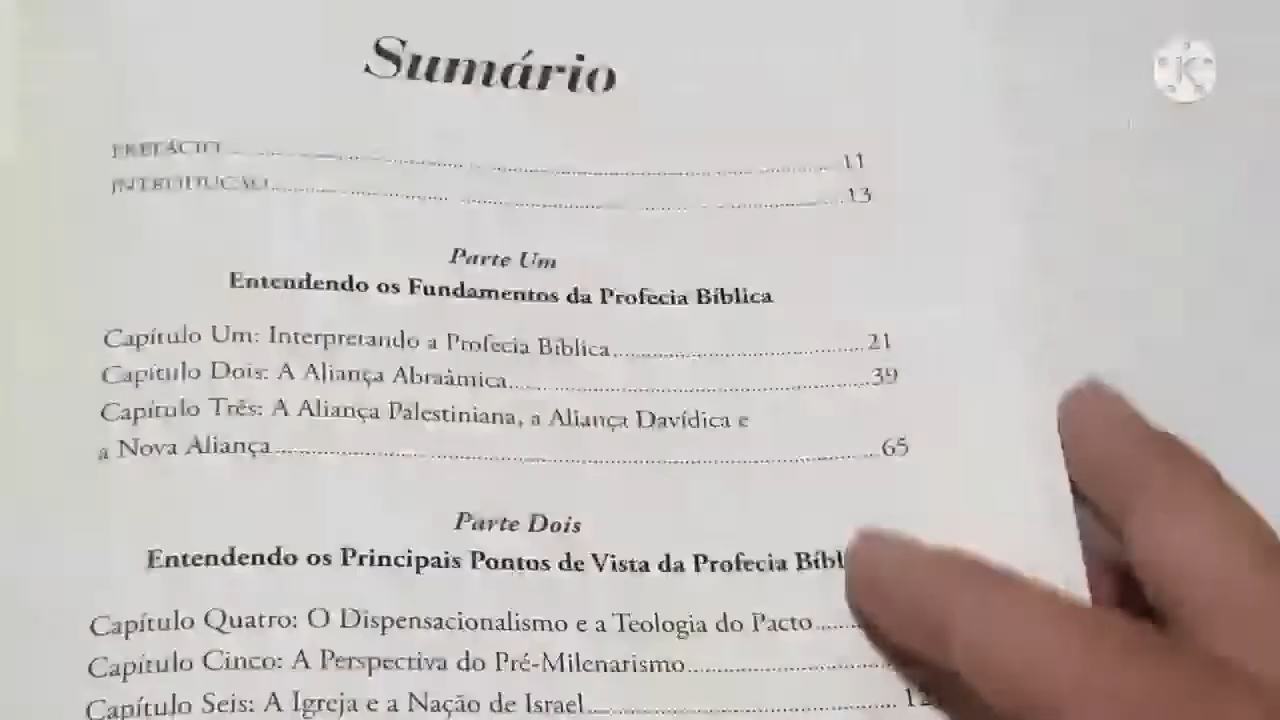 Sumário
PREFÁCIO 11
INTRODUÇÃO 13
Parte Um
Entendendo os Fundamentos da Profecia Bíblica
Capítulo Um: Interpretando a Profecia Bíblica 21
Capítulo Dois: A Aliança Abraâmica 39
Capítulo Três: A Aliança Palestiniana, a Aliança Davídica e
a Nova Aliança 65
Parte Dois
Entendendo os Principais Pontos de Vista da Profecia
Capítulo Quatro: O Dispensacionalismo e a Teologia do Pacto
Capítulo Cinco: A Perspectiva do Pré-Milenarismo
Capítulo Seis: A Igreja e a Nação de Israel
K